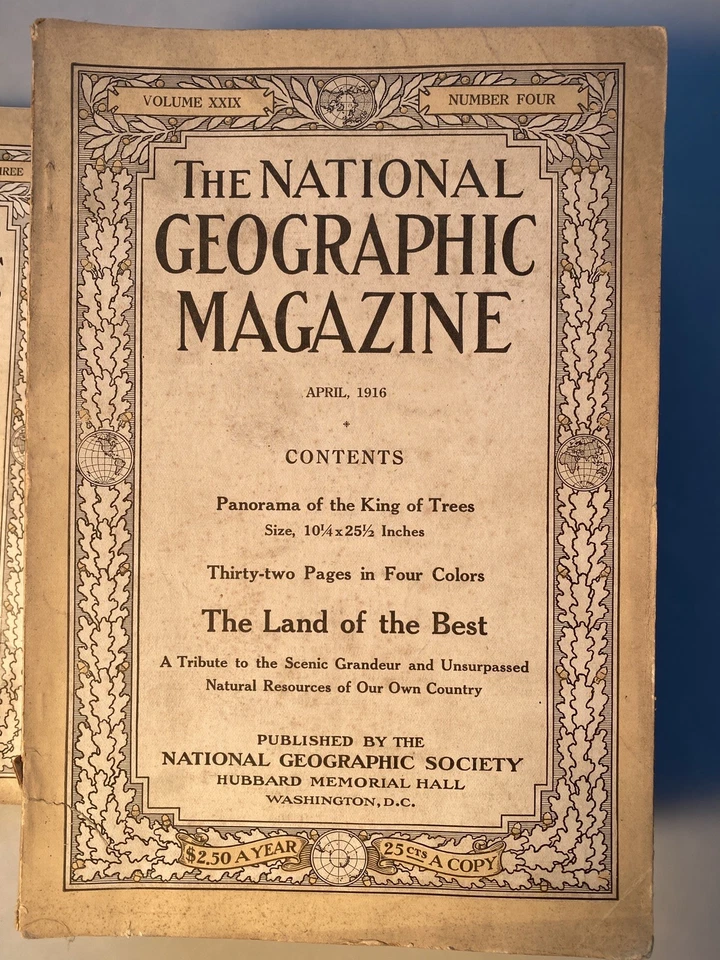 VOLUME XXIX
NUMBER FOUR
THE NATIONAL
GEOGRAPHIC
MAGAZINE
APRIL, 1916
CONTENTS
Panorama of the King of Trees
Size, 10¼x25½ Inches
Thirty-two Pages in Four Colors
The Land of the Best
A Tribute to the Scenic Grandeur and Unsurpassed
Natural Resources of Our Own Country
PUBLISHED BY THE
NATIONAL GEOGRAPHIC SOCIETY
HUBBARD MEMORIAL HALL
WASHINGTON, D.C.
$2.50 A YEAR
25 CTS A COPY